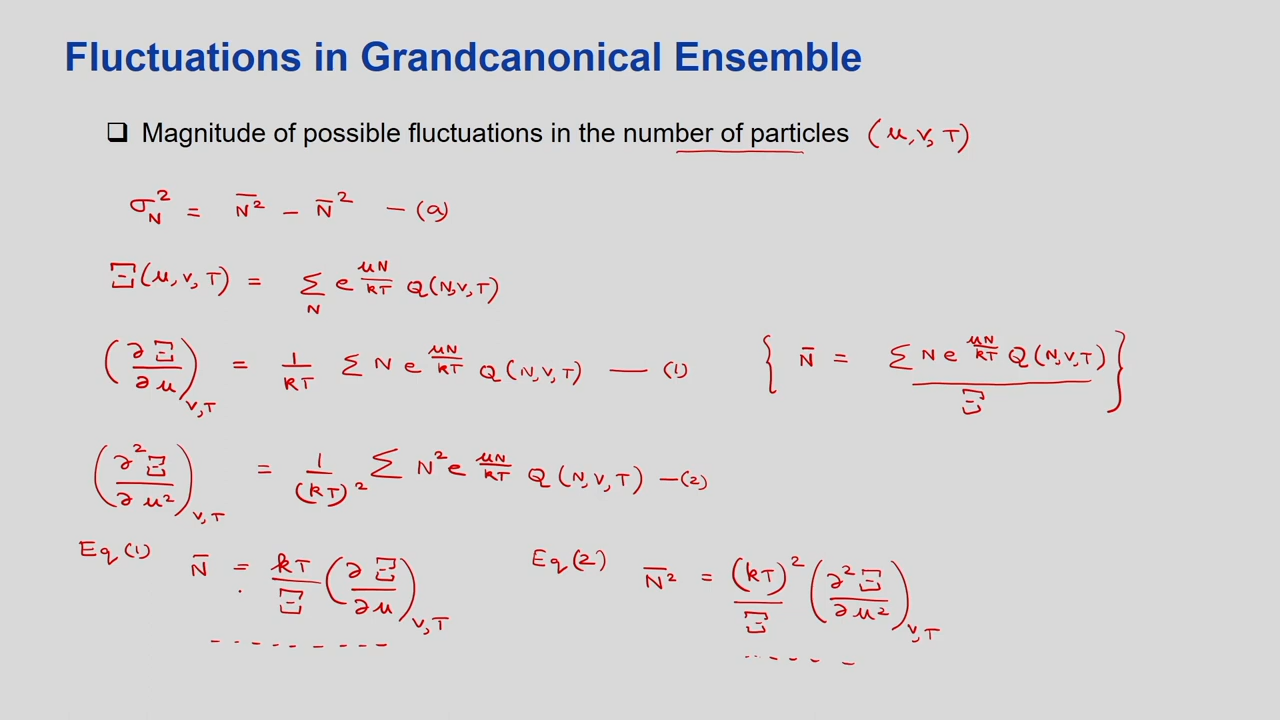 Fluctuations in Grandcanonical Ensemble
❑ Magnitude of possible fluctuations in the number of particles (μ, V, T)
σ_N² = \overline{N²} − \overline{N}² — (a)
Ξ(μ, V, T) = Σ_N e^{μN/kT} Q(N,V,T)
(∂Ξ/∂μ)_{V,T} = 1/kT Σ N e^{μN/kT} Q(N,V,T) — (1) { \overline{N} = Σ N e^{μN/kT} Q(N,V,T) / Ξ }
(∂²Ξ/∂μ²)_{V,T} = 1/(kT)² Σ N² e^{μN/kT} Q(N,V,T) — (2)
Eq (1) \overline{N} = kT/Ξ (∂Ξ/∂μ)_{V,T} Eq (2) \overline{N²} = (kT)²/Ξ (∂²Ξ/∂μ²)_{V,T}